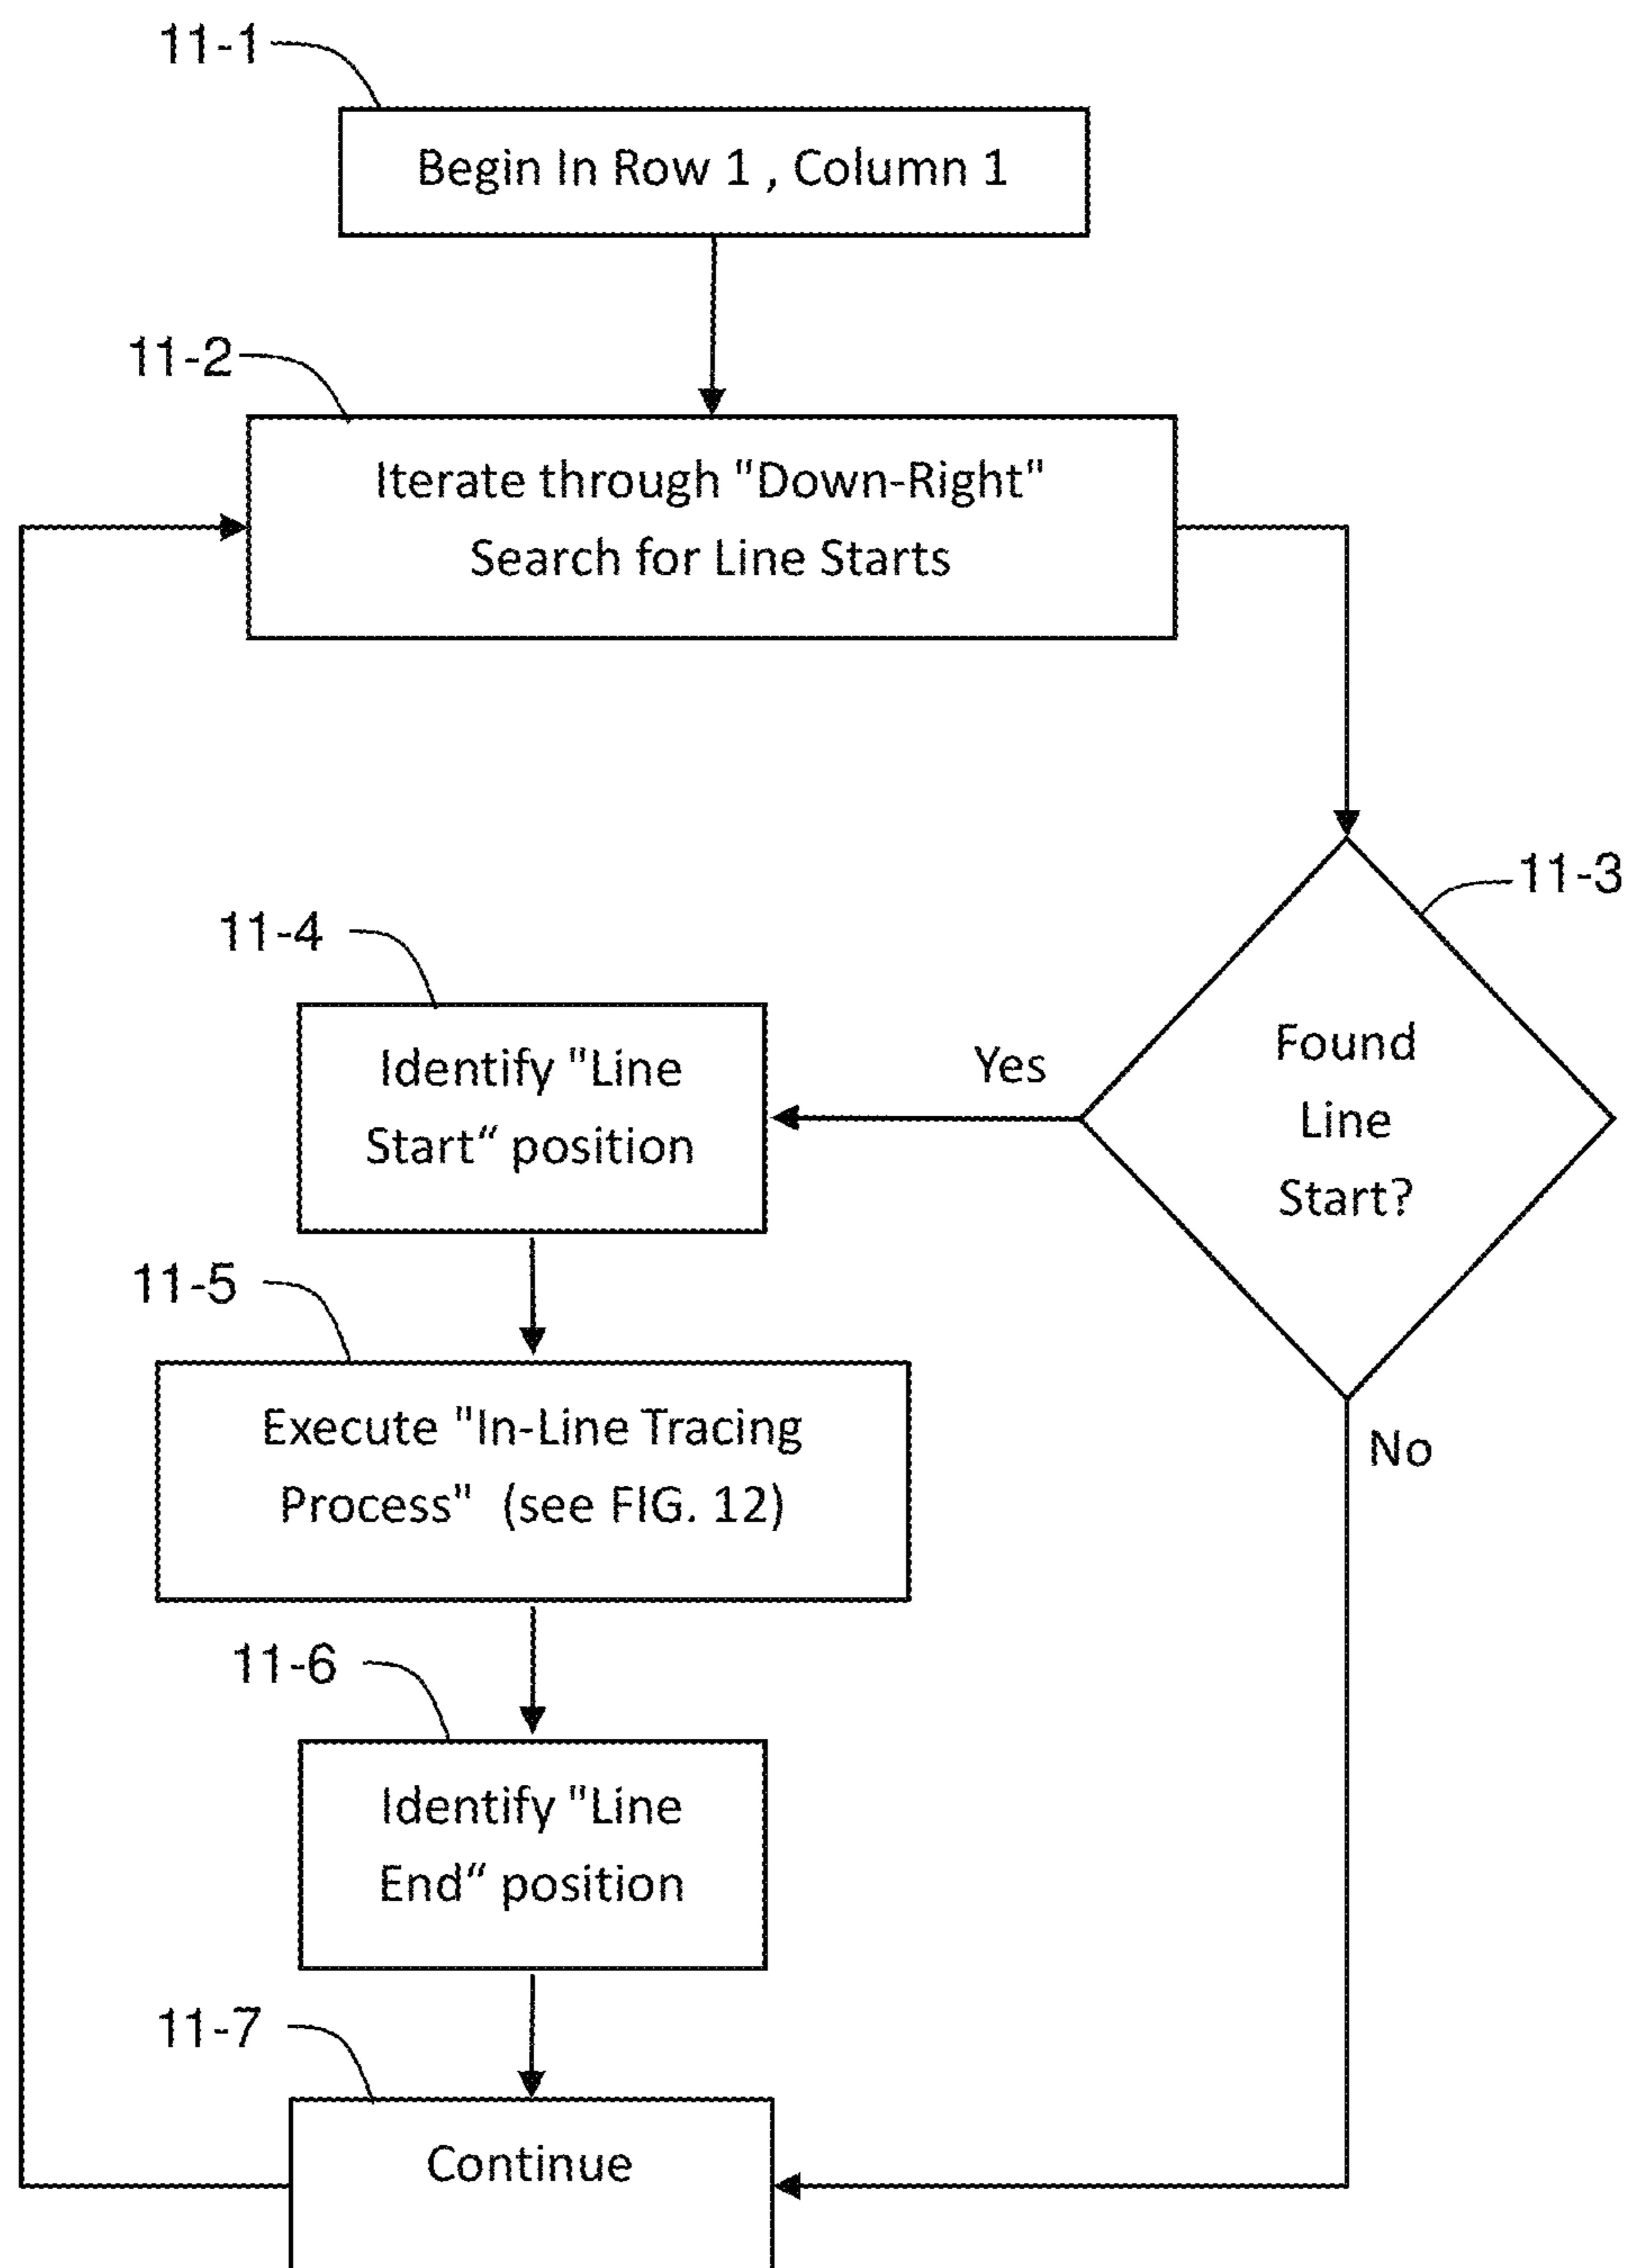 11-1
Begin In Row 1 , Column 1
11-2
Iterate through "Down-Right"
Search for Line Starts
11-3
Found
Line
Start?
Yes
No
11-4
Identify "Line
Start“ position
11-5
Execute "In-Line Tracing
Process"  (see FIG. 12)
11-6
Identify "Line
End“ position
11-7
Continue